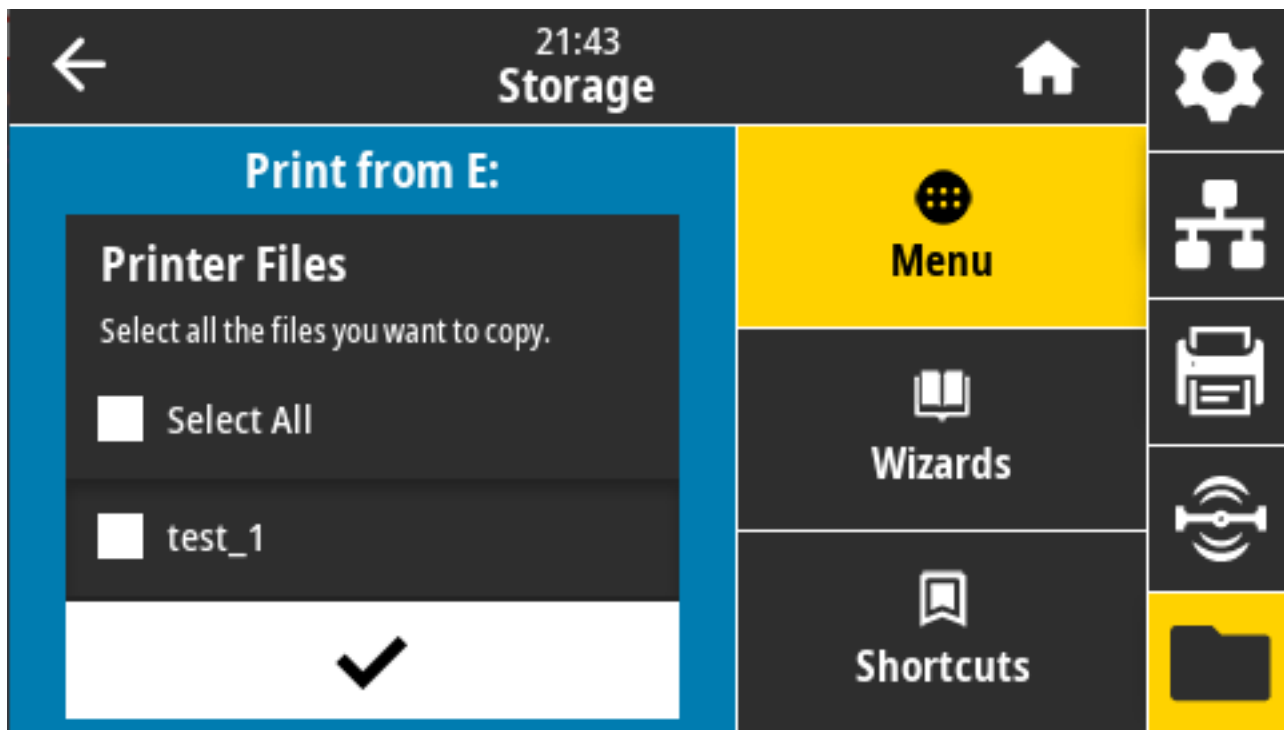 21:43
Storage
Print from E:
Printer Files
Select all the files you want to copy.
Select All
test_1
Menu
Wizards
Shortcuts